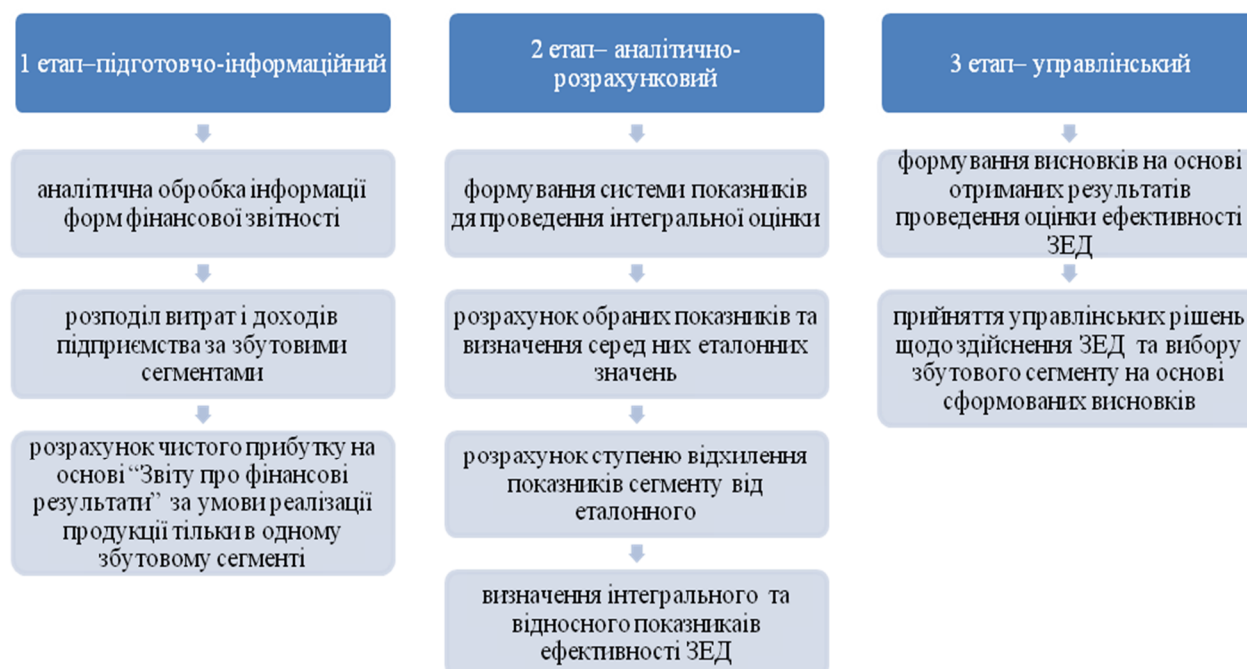 1 етап–підготовчо-інформаційний
аналітична обробка інформації
форм фінансової звітності
розподіл витрат і доходів
підприємства за збутовими
сегментами
розрахунок чистого прибутку на
основі “Звіту про фінансові
результати” за умови реалізації
продукції тільки в одному
збутовому сегменті
2 етап– аналітично-
розрахунковий
формування системи показників
дя проведення інтегральної оцінки
розрахунок обраних показників та
визначення серед них еталонних
значень
розрахунок ступеню відхилення
показників сегменту від
еталонного
визначення інтегрального та
відносного показникаів
ефективності ЗЕД
3 етап– управлінський
формування висновків на основі
отриманих результатів
проведення оцінки ефективності
ЗЕД
прийняття управлінських рішень
щодо здійснення ЗЕД та вибору
збутового сегменту на основі
сформованих висновків